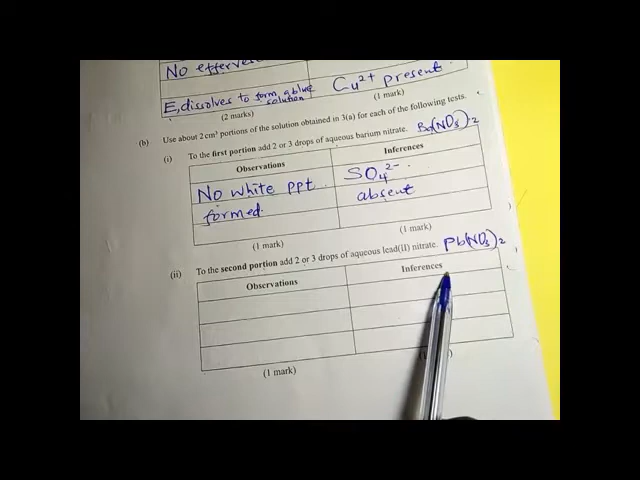 No efferves
E, dissolves to form a blue solution
Cu2+ present
(2 marks)
(1 mark)
(b) Use about 2 cm³ portions of the solution obtained in 3(a) for each of the following tests.
(i) To the first portion add 2 or 3 drops of aqueous barium nitrate. Ba(NO3)2
Observations
Inferences
No white ppt
formed.
SO4 2-
absent
(1 mark)
(1 mark)
(ii) To the second portion add 2 or 3 drops of aqueous lead(II) nitrate. Pb(NO3)2
Observations
Inferences
(1 mark)